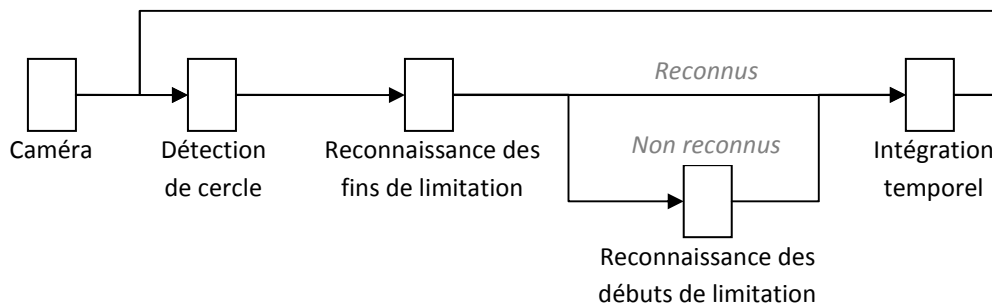 Reconnus
Caméra
Détection
de cercle
Reconnaissance des
fins de limitation
Non reconnus
Intégration
temporel
Reconnaissance des
débuts de limitation